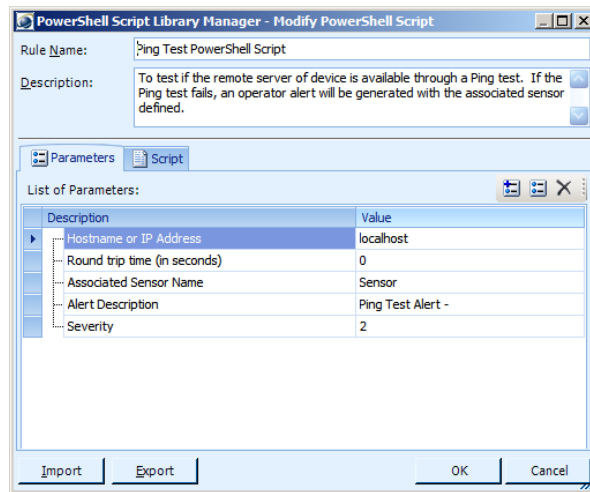 PowerShell Script Library Manager - Modify PowerShell Script
Rule Name: Ping Test PowerShell Script
Description: To test if the remote server of device is available through a Ping test. If the
Ping test fails, an operator alert will be generated with the associated sensor
defined.
Parameters Script
List of Parameters:
Description Value
Hostname or IP Address localhost
Round trip time (in seconds) 0
Associated Sensor Name Sensor
Alert Description Ping Test Alert -
Severity 2
Import Export OK Cancel